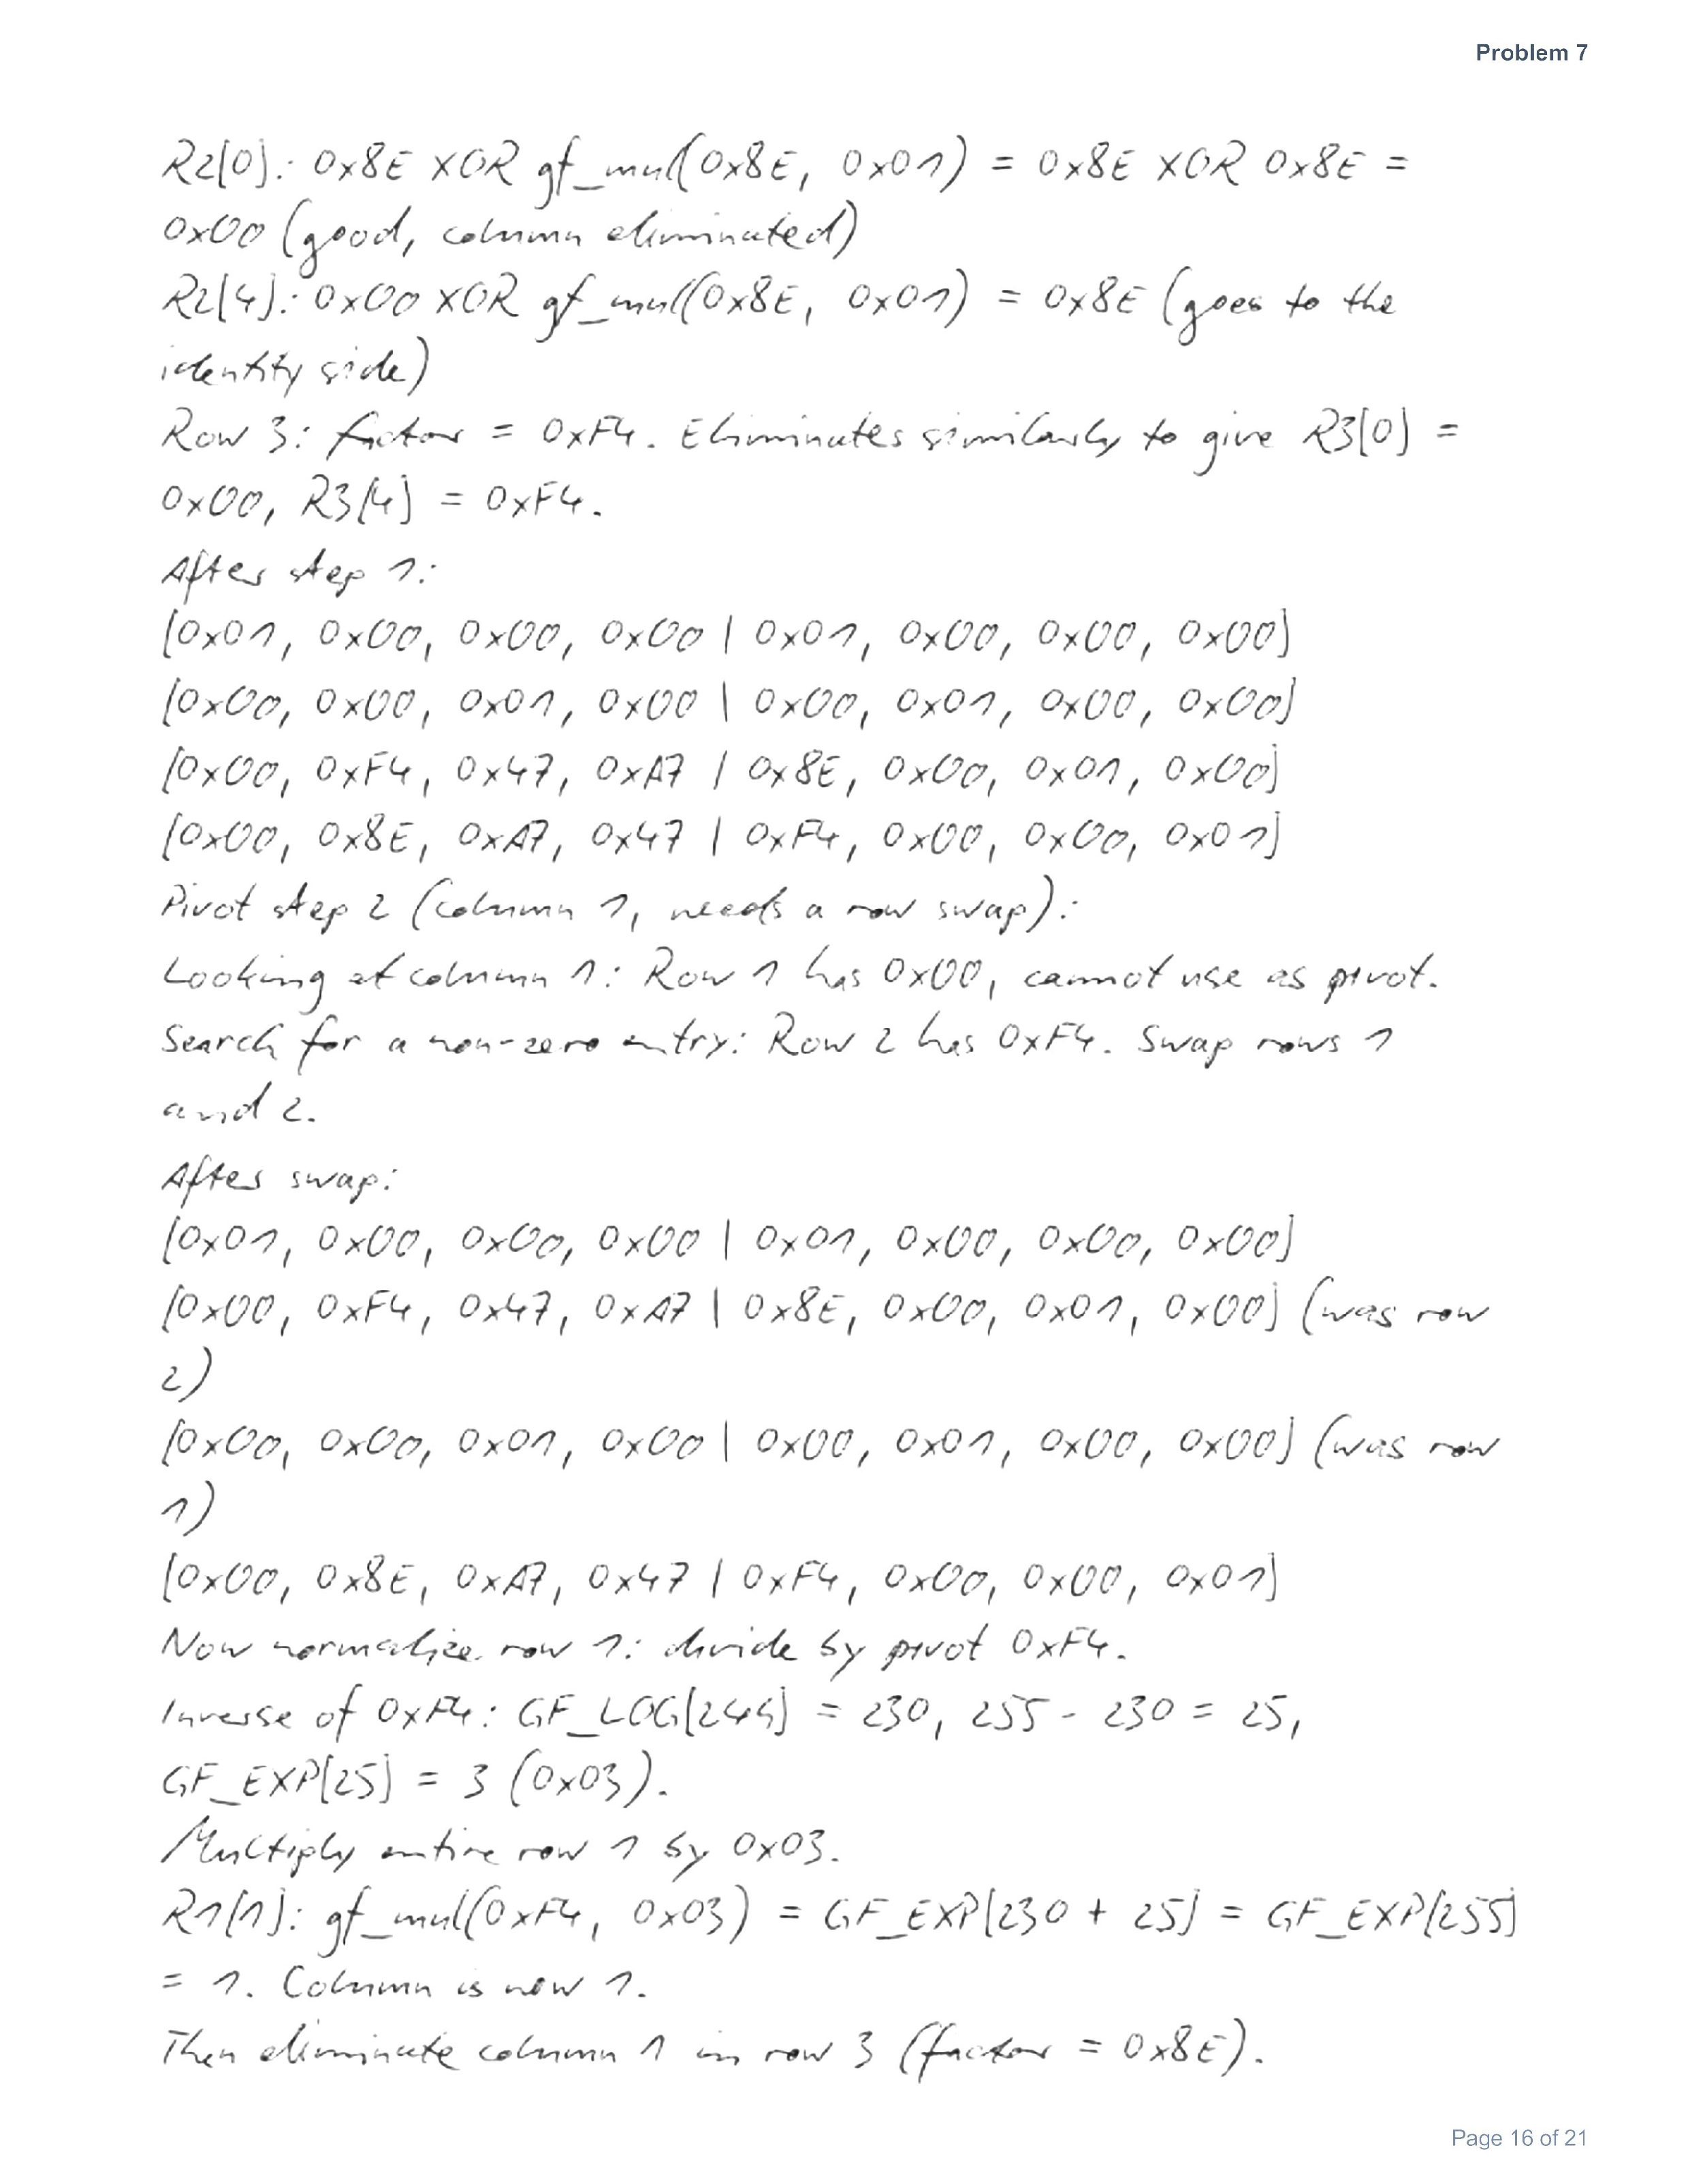 Problem 7
R2[0]: 0x8E XOR gf_mul(0x8E, 0x01) = 0x8E XOR 0x8E =
0x00 (good, column eliminated)
R2[4]: 0x00 XOR gf_mul(0x8E, 0x01) = 0x8E (goes to the
identity side)
Row 3: factor = 0xF4. Eliminates similarly to give R3[0] =
0x00, R3[4] = 0xF4.
After step 1:
[0x01, 0x00, 0x00, 0x00 | 0x01, 0x00, 0x00, 0x00]
[0x00, 0x00, 0x01, 0x00 | 0x00, 0x01, 0x00, 0x00]
[0x00, 0xF4, 0x47, 0xA7 | 0x8E, 0x00, 0x01, 0x00]
[0x00, 0x8E, 0xA7, 0x47 | 0xF4, 0x00, 0x00, 0x01]
Pivot step 2 (column 1, needs a row swap):
Looking at column 1: Row 1 has 0x00, cannot use as pivot.
Search for a non-zero entry: Row 2 has 0xF4. Swap rows 1
and 2.
After swap:
[0x01, 0x00, 0x00, 0x00 | 0x01, 0x00, 0x00, 0x00]
[0x00, 0xF4, 0x47, 0xA7 | 0x8E, 0x00, 0x01, 0x00] (was row
2)
[0x00, 0x00, 0x01, 0x00 | 0x00, 0x01, 0x00, 0x00] (was row
1)
[0x00, 0x8E, 0xA7, 0x47 | 0xF4, 0x00, 0x00, 0x01]
Now normalize row 1: divide by pivot 0xF4.
Inverse of 0xF4: GF_LOG[244] = 230, 255 - 230 = 25,
GF_EXP[25] = 3 (0x03).
Multiply entire row 1 by 0x03.
R1[1]: gf_mul(0xF4, 0x03) = GF_EXP[230 + 25] = GF_EXP[255]
= 1. Column is now 1.
Then eliminate column 1 in row 3 (factor = 0x8E).
Page 16 of 21